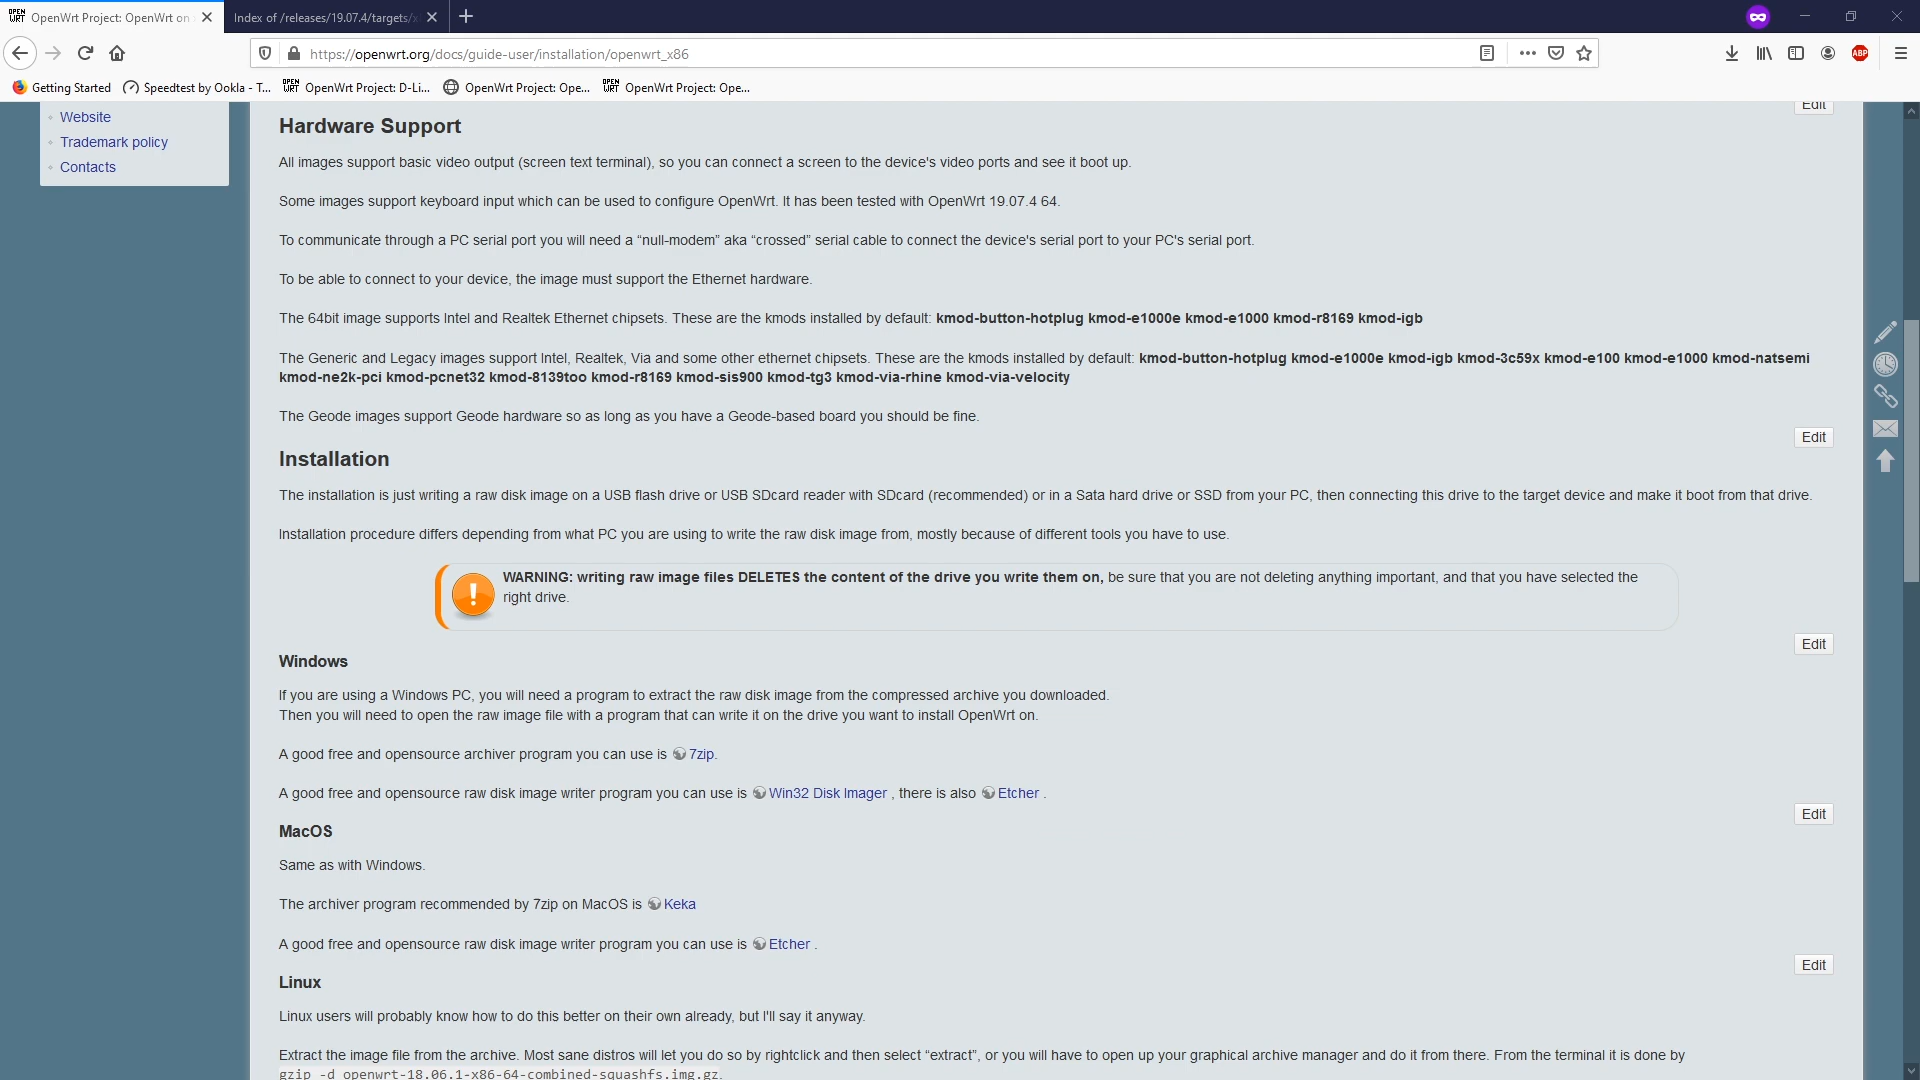 OpenWrt Project: OpenWrt on
Index of /releases/19.07.4/targets/
https://openwrt.org/docs/guide-user/installation/openwrt_x86
ABP
Getting Started
Speedtest by Ookla - T...
OPEN WRT
OpenWrt Project: D-Li...
OpenWrt Project: Ope...
OPEN WRT
OpenWrt Project: Ope...
Website
Trademark policy
Contacts
Edit
Hardware Support
All images support basic video output (screen text terminal), so you can connect a screen to the device's video ports and see it boot up.
Some images support keyboard input which can be used to configure OpenWrt. It has been tested with OpenWrt 19.07.4 64.
To communicate through a PC serial port you will need a “null-modem” aka “crossed” serial cable to connect the device's serial port to your PC's serial port.
To be able to connect to your device, the image must support the Ethernet hardware.
The 64bit image supports Intel and Realtek Ethernet chipsets. These are the kmods installed by default: kmod-button-hotplug kmod-e1000e kmod-e1000 kmod-r8169 kmod-igb
The Generic and Legacy images support Intel, Realtek, Via and some other ethernet chipsets. These are the kmods installed by default: kmod-button-hotplug kmod-e1000e kmod-igb kmod-3c59x kmod-e100 kmod-e1000 kmod-natsemi
kmod-ne2k-pci kmod-pcnet32 kmod-8139too kmod-r8169 kmod-sis900 kmod-tg3 kmod-via-rhine kmod-via-velocity
The Geode images support Geode hardware so as long as you have a Geode-based board you should be fine.
Edit
Installation
The installation is just writing a raw disk image on a USB flash drive or USB SDcard reader with SDcard (recommended) or in a Sata hard drive or SSD from your PC, then connecting this drive to the target device and make it boot from that drive.
Installation procedure differs depending from what PC you are using to write the raw disk image from, mostly because of different tools you have to use.
WARNING: writing raw image files DELETES the content of the drive you write them on, be sure that you are not deleting anything important, and that you have selected the
right drive.
Edit
Windows
If you are using a Windows PC, you will need a program to extract the raw disk image from the compressed archive you downloaded.
Then you will need to open the raw image file with a program that can write it on the drive you want to install OpenWrt on.
A good free and opensource archiver program you can use is 7zip.
A good free and opensource raw disk image writer program you can use is Win32 Disk Imager , there is also Etcher .
Edit
MacOS
Same as with Windows.
The archiver program recommended by 7zip on MacOS is Keka
A good free and opensource raw disk image writer program you can use is Etcher .
Edit
Linux
Linux users will probably know how to do this better on their own already, but I'll say it anyway.
Extract the image file from the archive. Most sane distros will let you do so by rightclick and then select “extract”, or you will have to open up your graphical archive manager and do it from there. From the terminal it is done by
gzip -d openwrt-18.06.1-x86-64-combined-squashfs.img.gz.